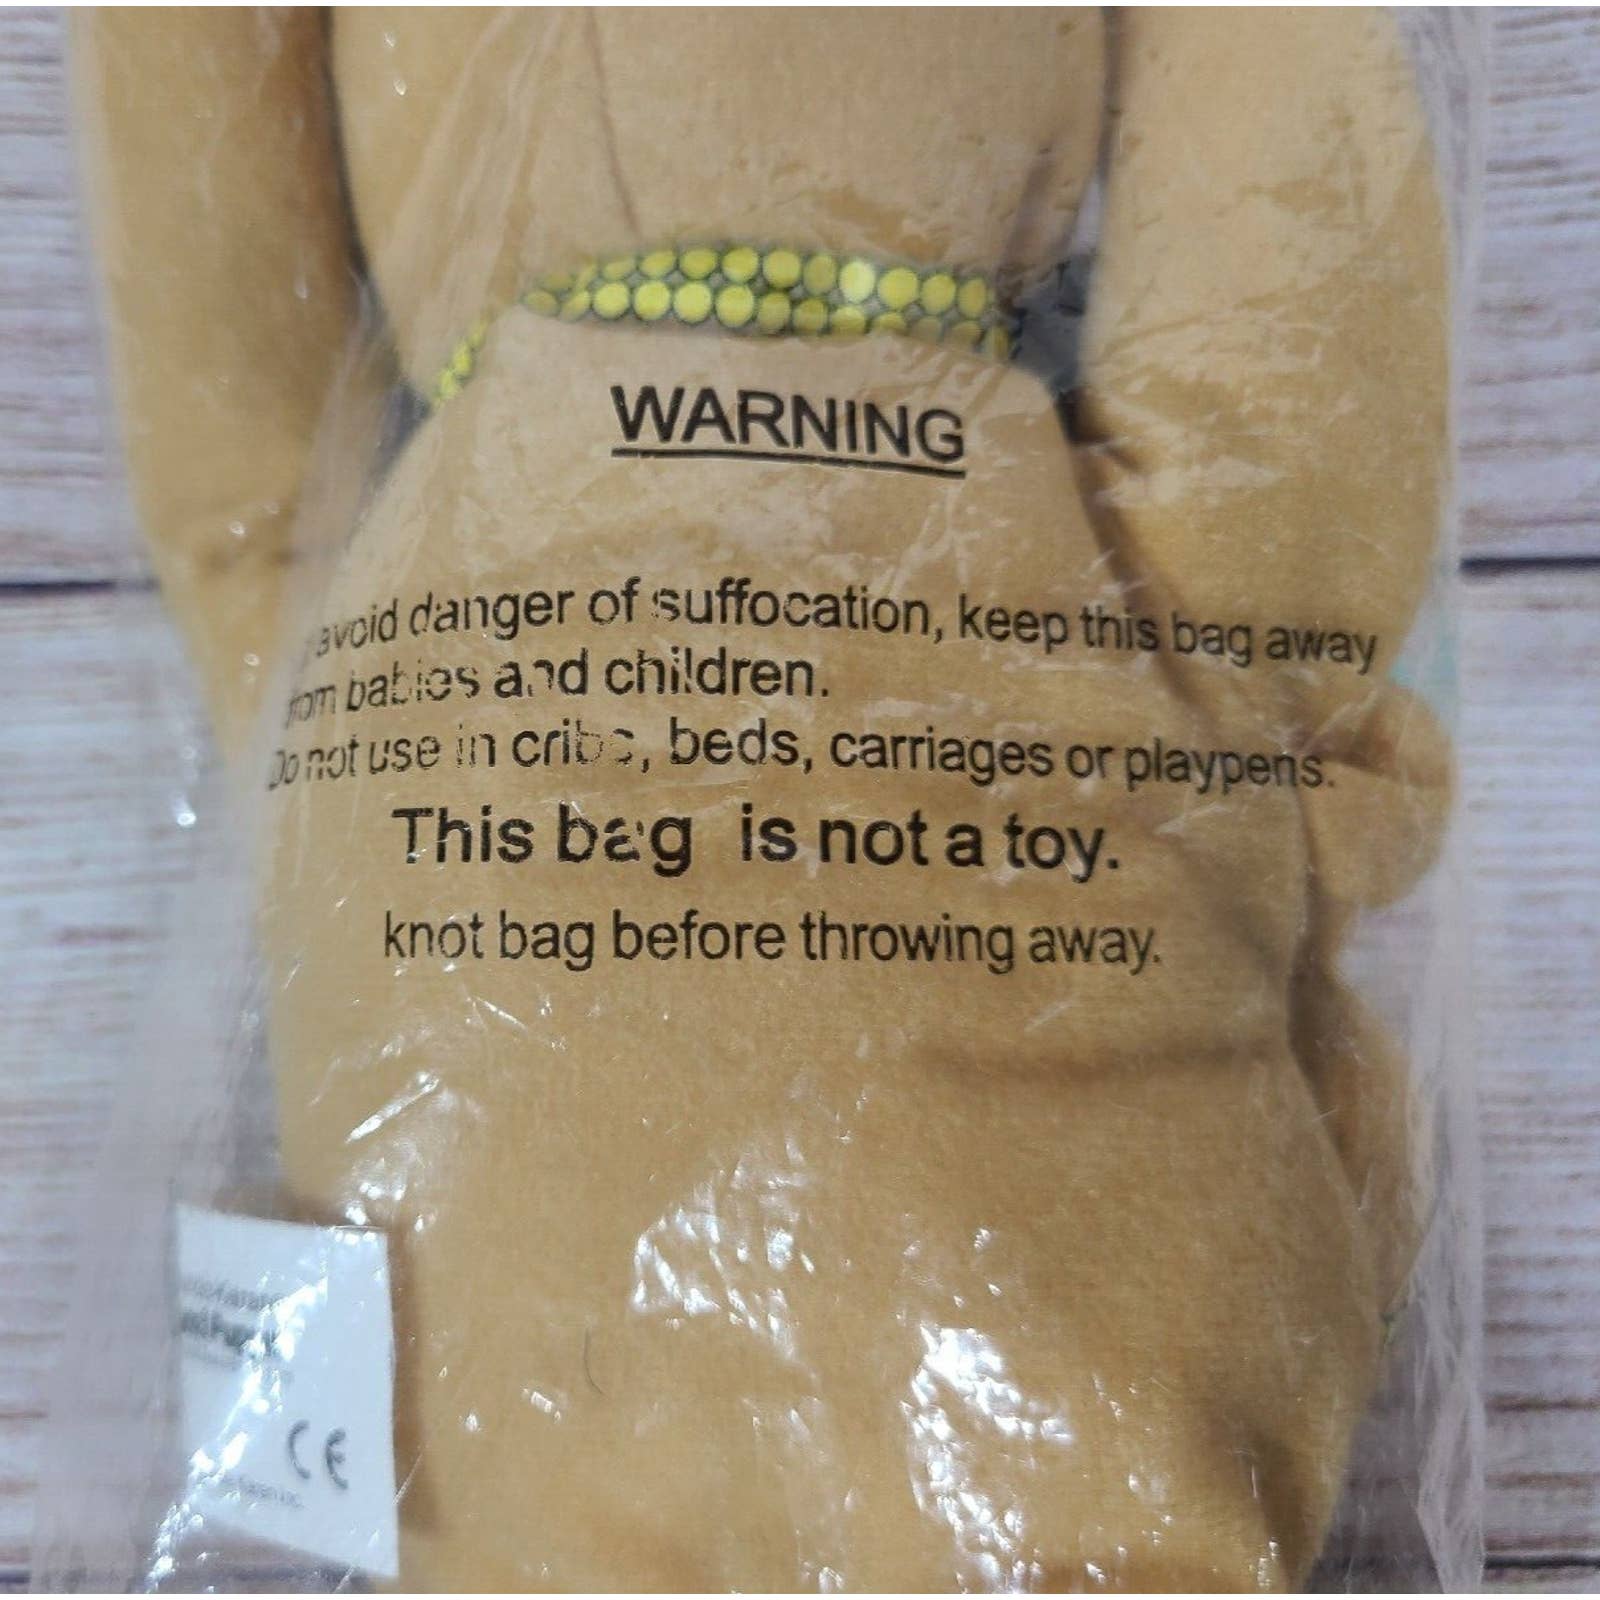 WARNING
avoid danger of suffocation, keep this bag away
from babies and children.
Do not use in cribs, beds, carriages or playpens.
This bag is not a toy.
knot bag before throwing away.
CE